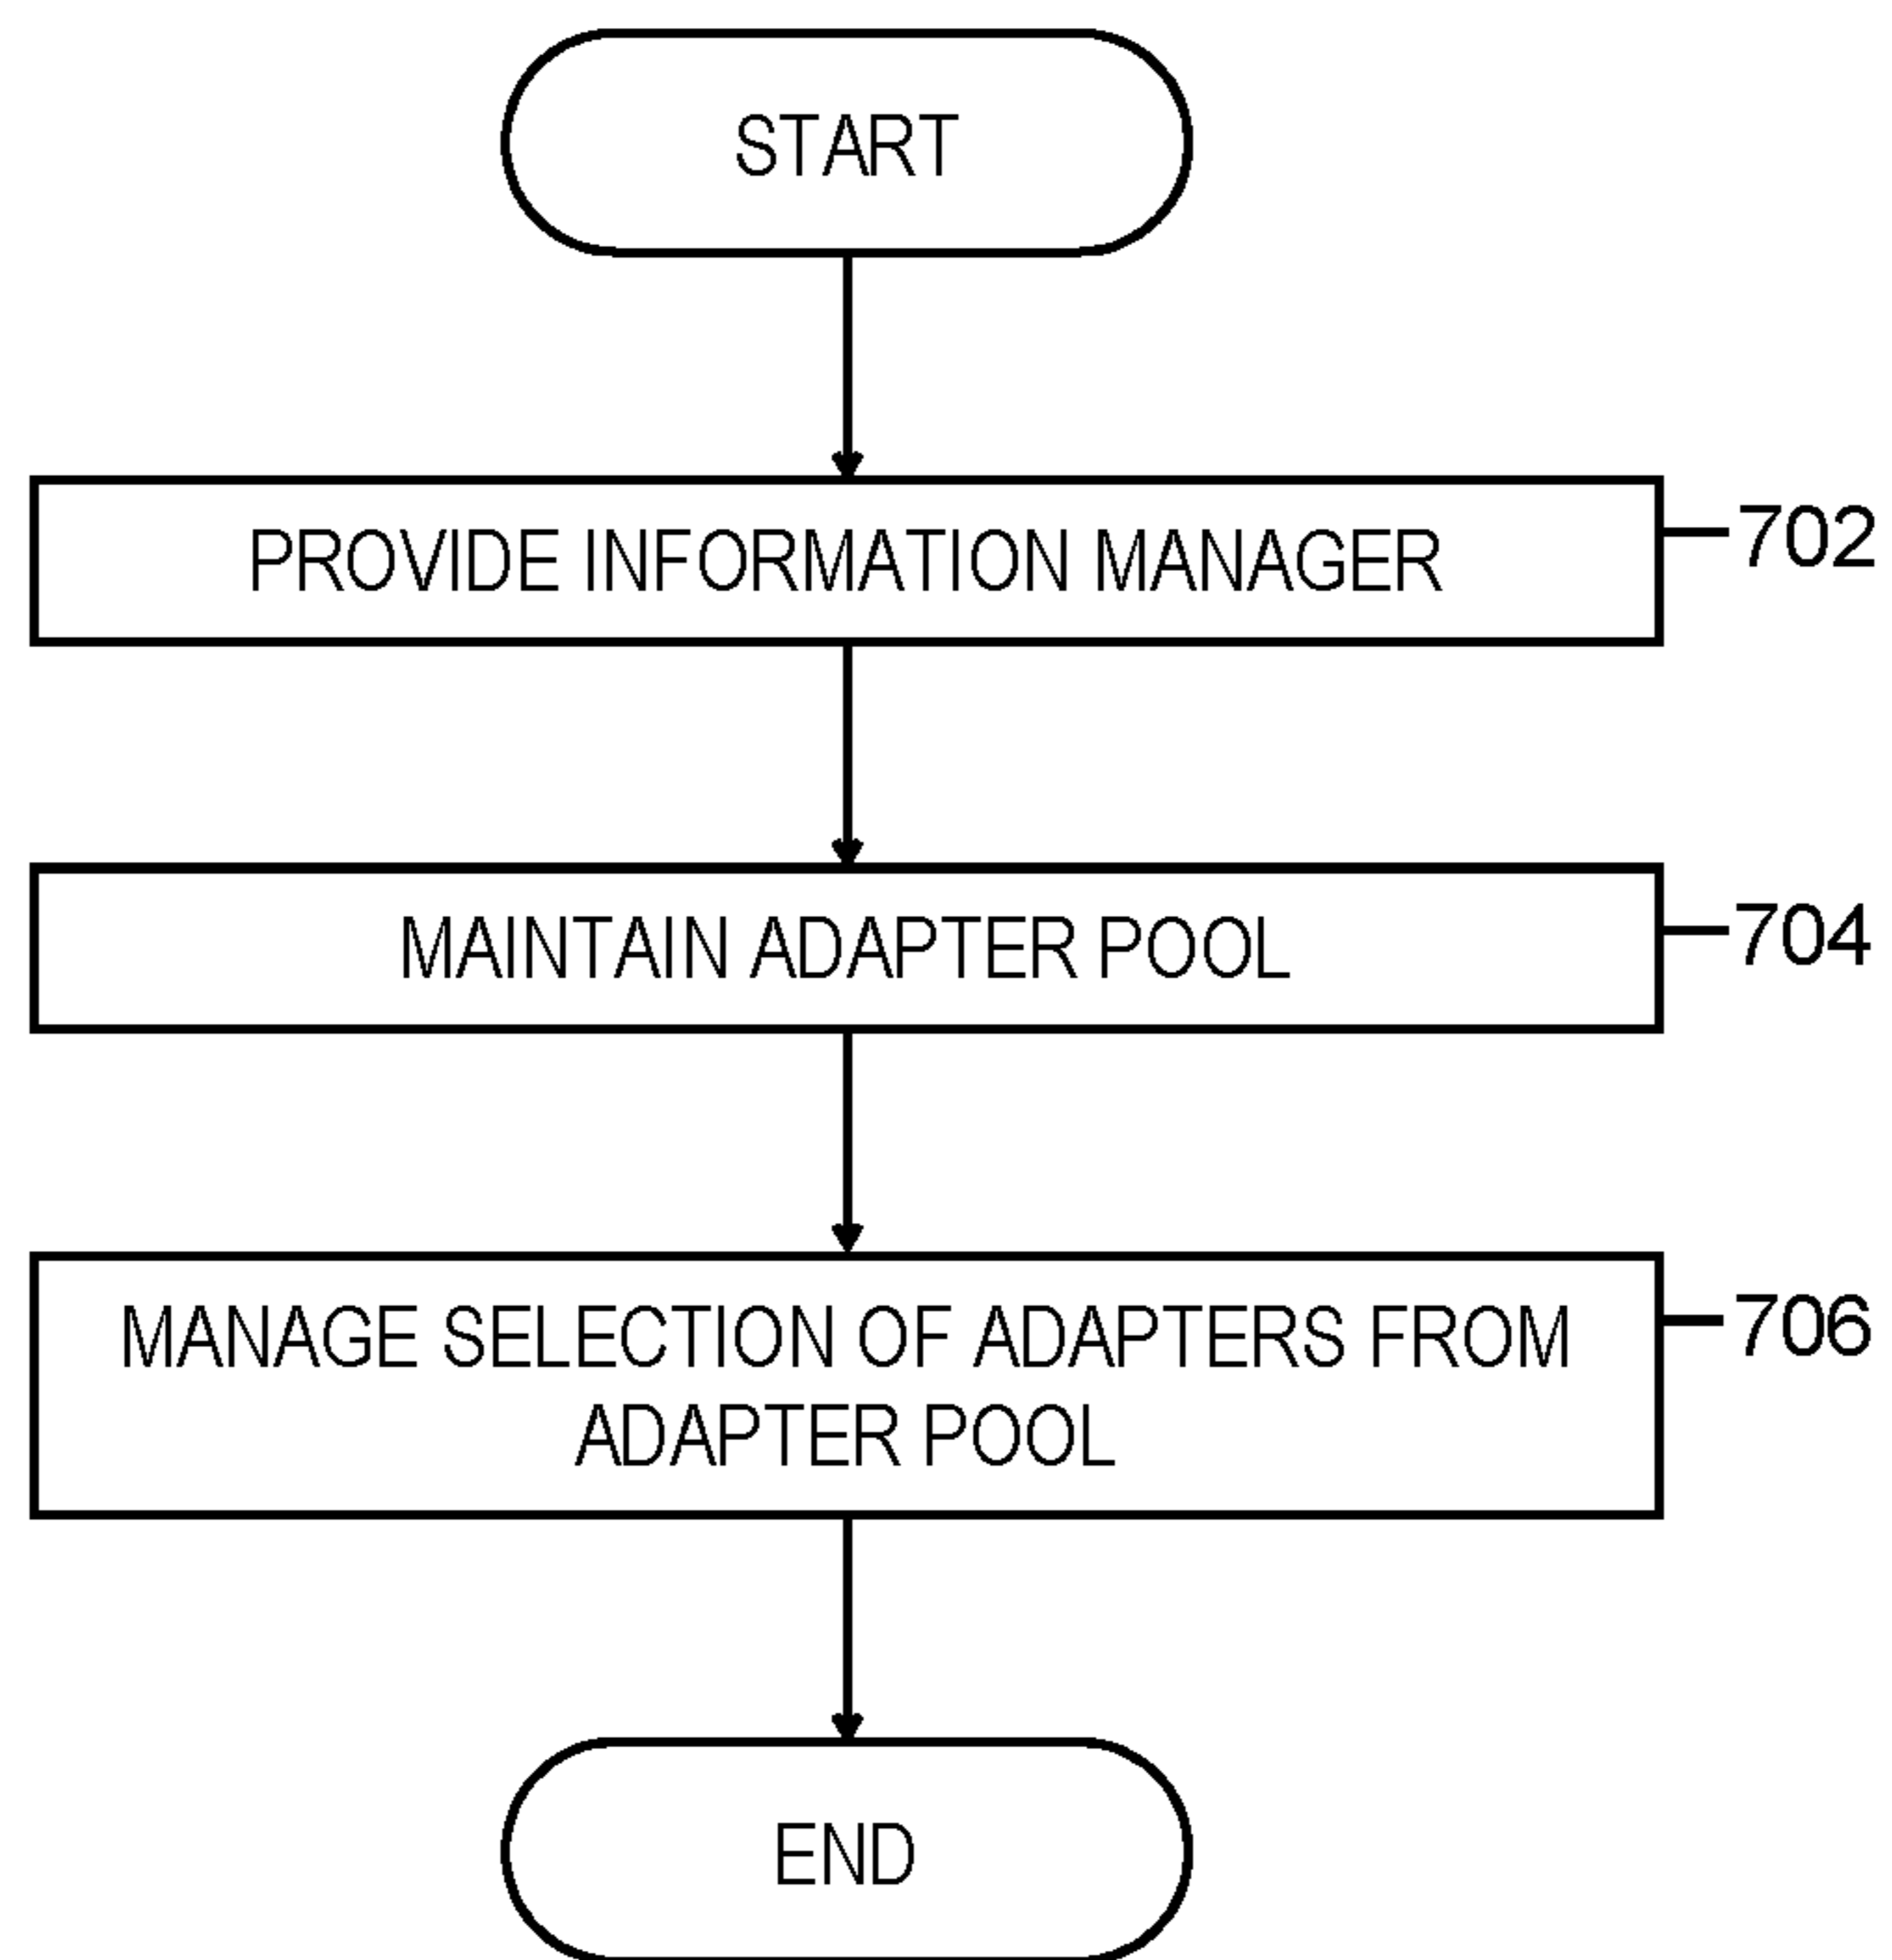 START
PROVIDE INFORMATION MANAGER
702
MAINTAIN ADAPTER POOL
704
MANAGE SELECTION OF ADAPTERS FROM
ADAPTER POOL
706
END